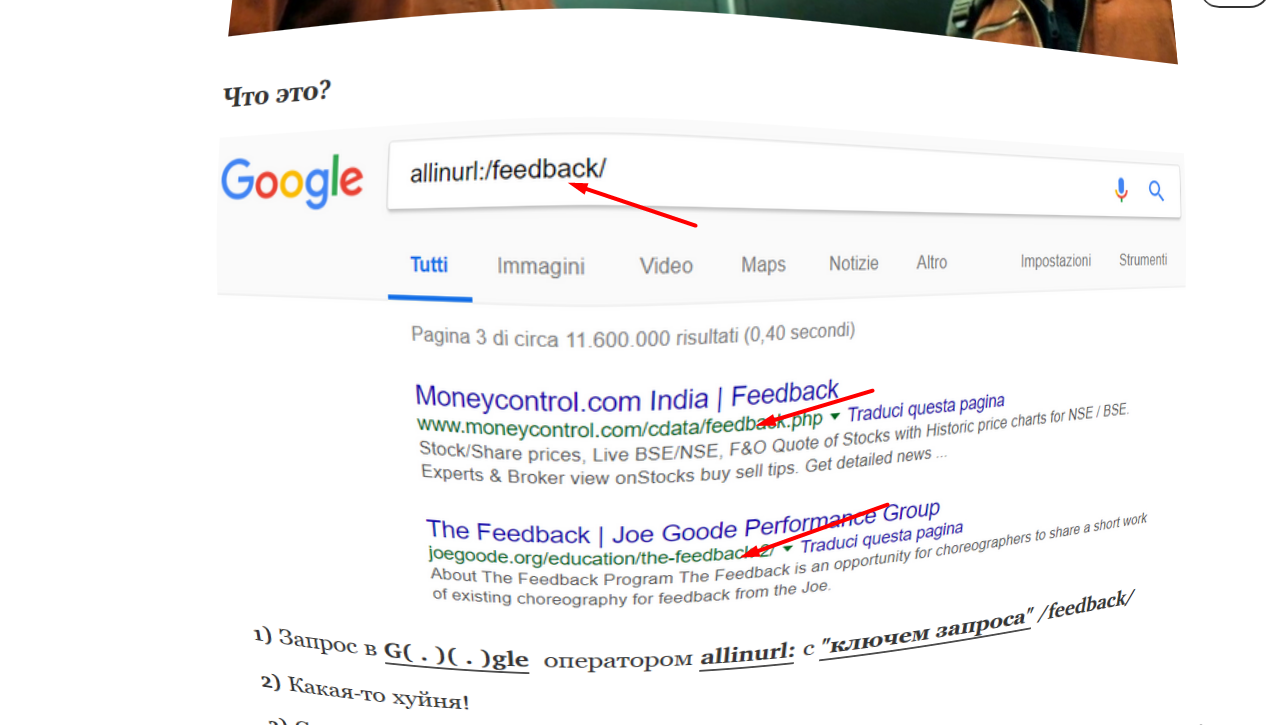 Что это?
Google
allinurl:/feedback/
Tutti Immagini Video Maps Notizie Altro Impostazioni Strumenti
Pagina 3 di circa 11.600.000 risultati (0,40 secondi)
Moneycontrol.com India | Feedback
www.moneycontrol.com/cdata/feedback.php Traduci questa pagina
Stock/Share prices, Live BSE/NSE, F&O Quote of Stocks with Historic price charts for NSE / BSE.
Experts & Broker view onStocks buy sell tips. Get detailed news ...
The Feedback | Joe Goode Performance Group
joegoode.org/education/the-feedback-2/ Traduci questa pagina
About The Feedback Program The Feedback is an opportunity for choreographers to share a short work
of existing choreography for feedback from the Joe.
1) Запрос в G( . )( . )gle оператором allinurl: с "ключем запроса" /feedback/
2) Какая-то хуйня!